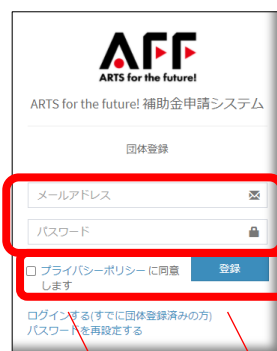 AFF
ARTS for the future!
ARTS for the future! 補助金申請システム
団体登録
メールアドレス
パスワード
プライバシーポリシー に同意
します
登録
ログインする(すでに団体登録済みの方)
パスワードを再設定する